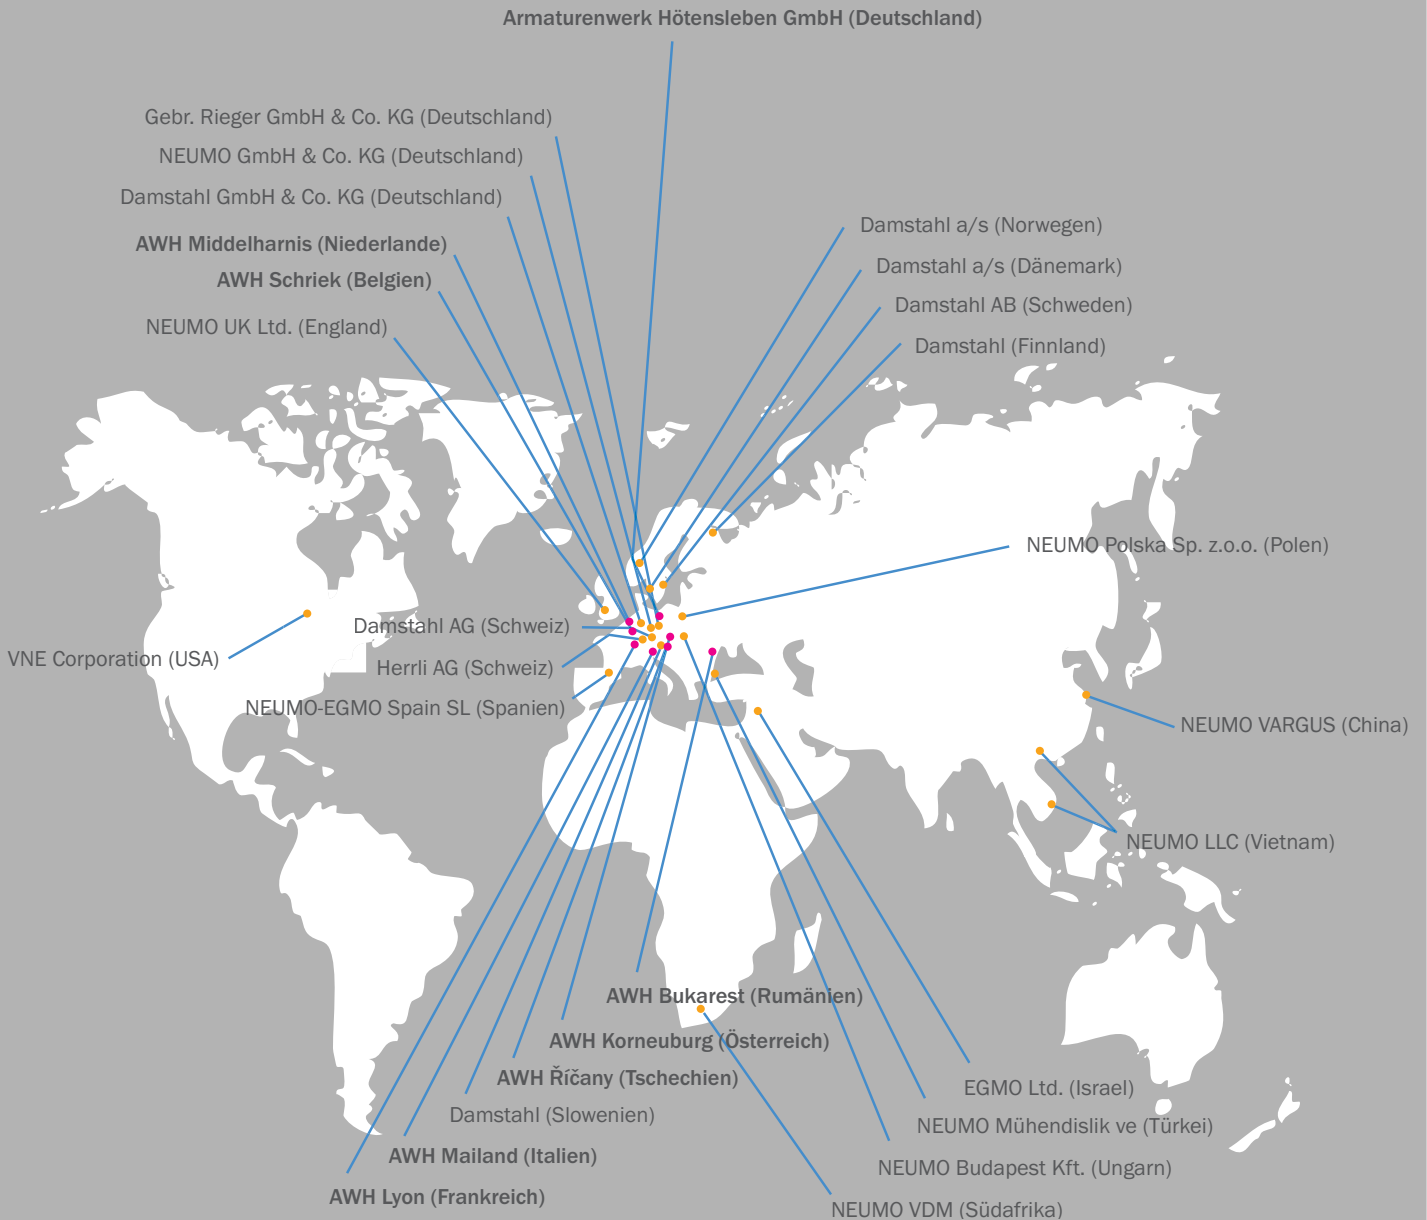 Armaturenwerk Hötensleben GmbH (Deutschland)
Gebr. Rieger GmbH & Co. KG (Deutschland)
NEUMO GmbH & Co. KG (Deutschland)
Damstahl GmbH & Co. KG (Deutschland)
AWH Middelharnis (Niederlande)
AWH Schriek (Belgien)
NEUMO UK Ltd. (England)
Damstahl a/s (Norwegen)
Damstahl a/s (Dänemark)
Damstahl AB (Schweden)
Damstahl (Finnland)
NEUMO Polska Sp. z.o.o. (Polen)
Damstahl AG (Schweiz)
VNE Corporation (USA)
Herrli AG (Schweiz)
NEUMO-EGMO Spain SL (Spanien)
NEUMO VARGUS (China)
NEUMO LLC (Vietnam)
AWH Bukarest (Rumänien)
AWH Korneuburg (Österreich)
AWH Říčany (Tschechien)
Damstahl (Slowenien)
AWH Mailand (Italien)
AWH Lyon (Frankreich)
EGMO Ltd. (Israel)
NEUMO Mühendislik ve (Türkei)
NEUMO Budapest Kft. (Ungarn)
NEUMO VDM (Südafrika)